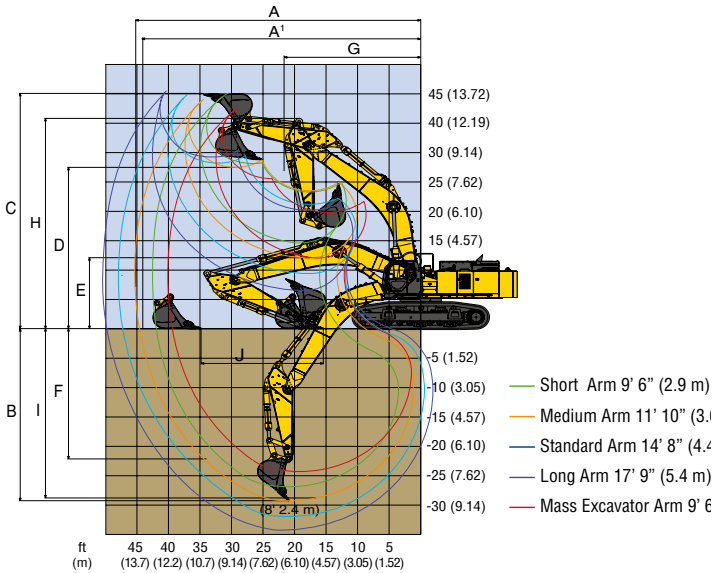 A
A¹
G
45 (13.72)
40 (12.19)
30 (9.14)
25 (7.62)
20 (6.10)
15 (4.57)
C
H
D
E
J
B
I
F
-5 (1.52)
-10 (3.05)
-15 (4.57)
-20 (6.10)
-25 (7.62)
-30 (9.14)
Short Arm 9' 6” (2.9 m)
Medium Arm 11' 10” (3.6
Standard Arm 14' 8” (4.4
Long Arm 17' 9” (5.4 m)
Mass Excavator Arm 9' 6
(8' 2.4 m)
ft 45 40 35 30 25 20 15 10 5
(m) (13.7) (12.2) (10.7) (9.14) (7.62) (6.10) (4.57) (3.05) (1.52)